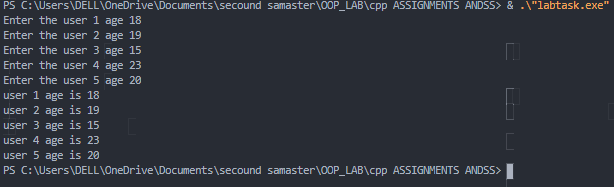 PS C:\Users\DELL\OneDrive\Documents\secound samaster\OOP_LAB\cpp ASSIGNMENTS ANDSS> & .\"labtask.exe"
Enter the user 1 age 18
Enter the user 2 age 19
Enter the user 3 age 15
Enter the user 4 age 23
Enter the user 5 age 20
user 1 age is 18
user 2 age is 19
user 3 age is 15
user 4 age is 23
user 5 age is 20
PS C:\Users\DELL\OneDrive\Documents\secound samaster\OOP_LAB\cpp ASSIGNMENTS ANDSS>